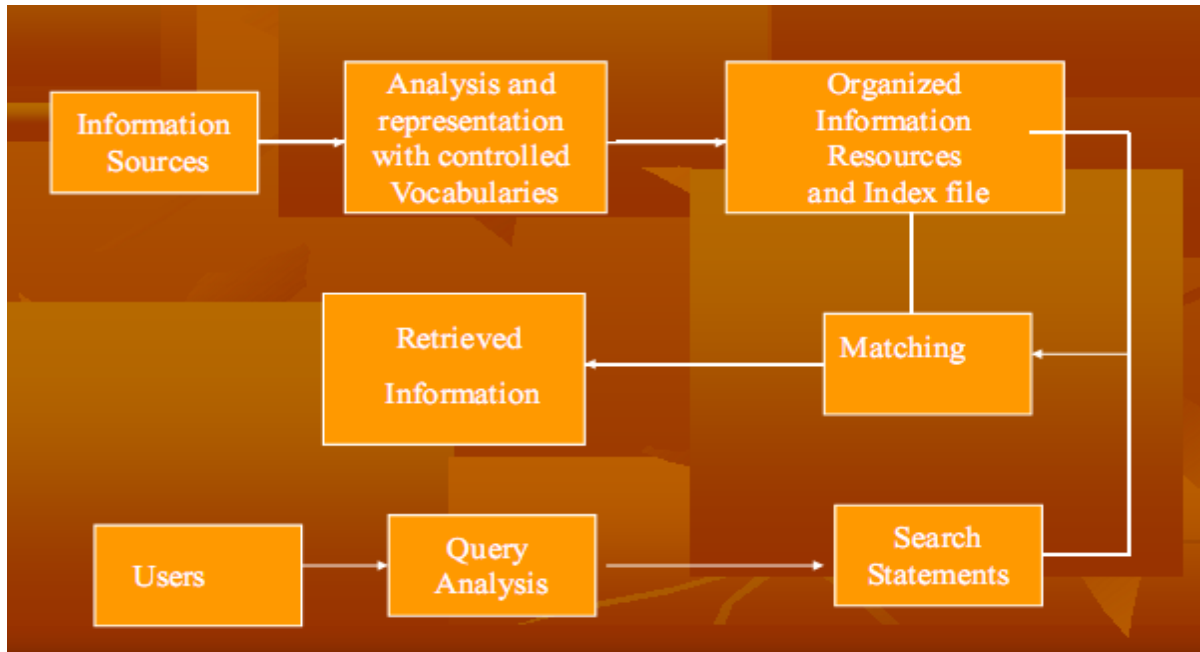 Information
Sources
Analysis and
representation
with controlled
Vocabularies
Organized
Information
Resources
and Index file
Retrieved
Information
Matching
Users
Query
Analysis
Search
Statements